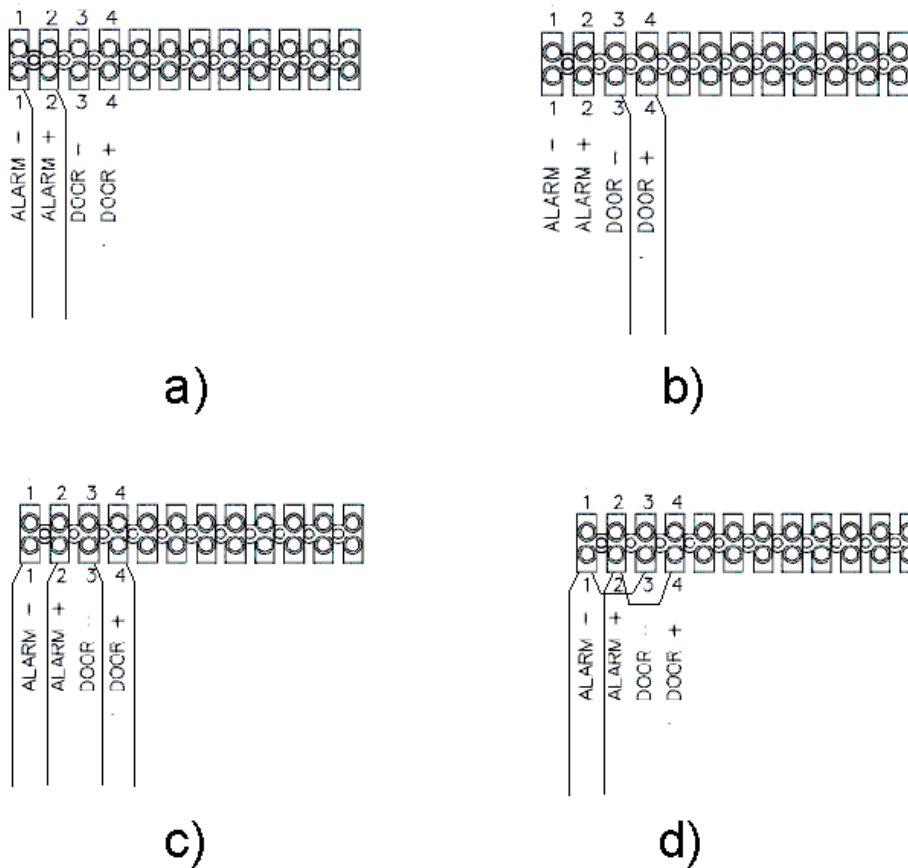 1 2 3 4
1 2 3 4
ALARM -
ALARM +
DOOR -
DOOR +
a)
1 2 3 4
1 2 3 4
ALARM -
ALARM +
DOOR -
DOOR +
b)
1 2 3 4
1 2 3 4
ALARM -
ALARM +
DOOR -
DOOR +
c)
1 2 3 4
1 2 3 4
ALARM -
ALARM +
DOOR -
DOOR +
d)